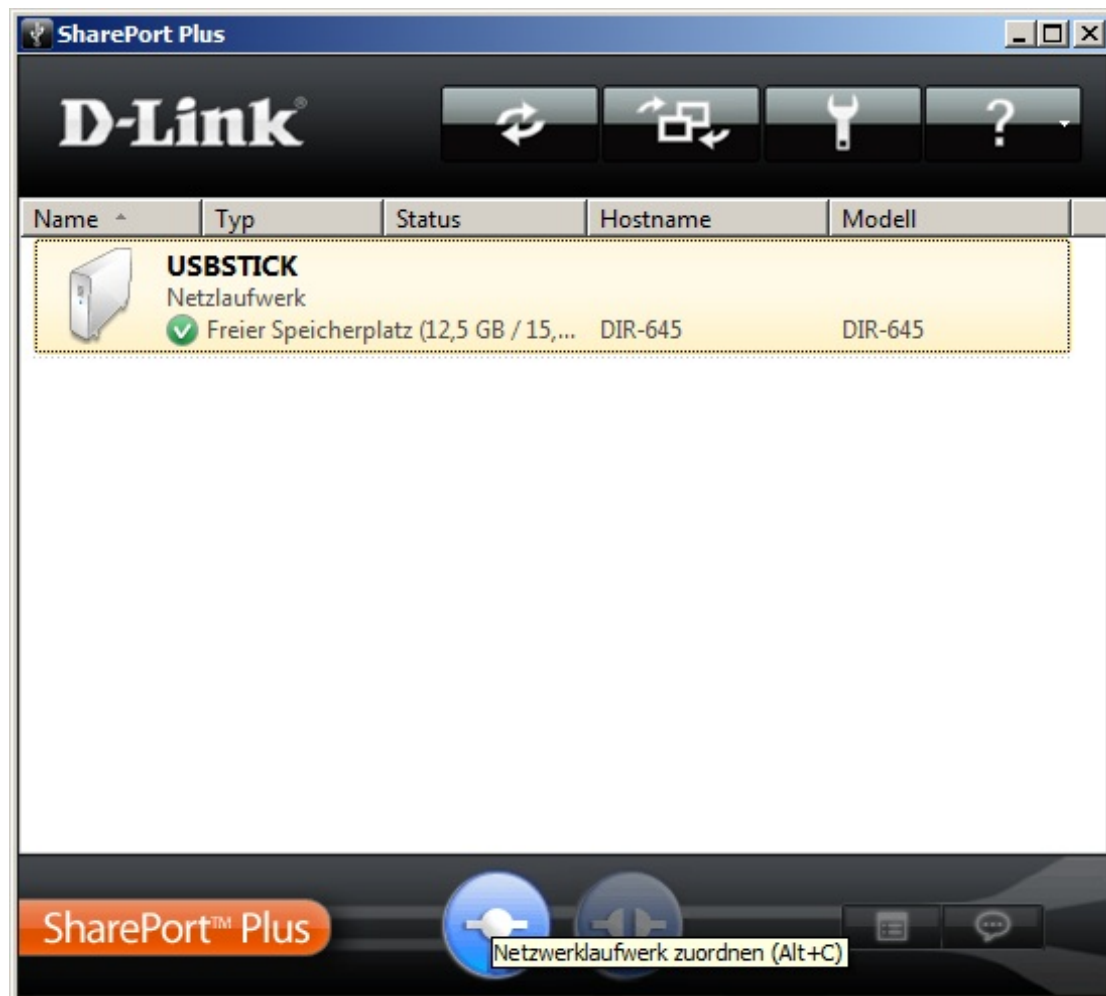 SharePort Plus
D-Link®
?
Name Typ Status Hostname Modell
USBSTICK
Netzlaufwerk
Freier Speicherplatz (12,5 GB / 15,... DIR-645 DIR-645
SharePort™ Plus
Netzwerklaufwerk zuordnen (Alt+C)